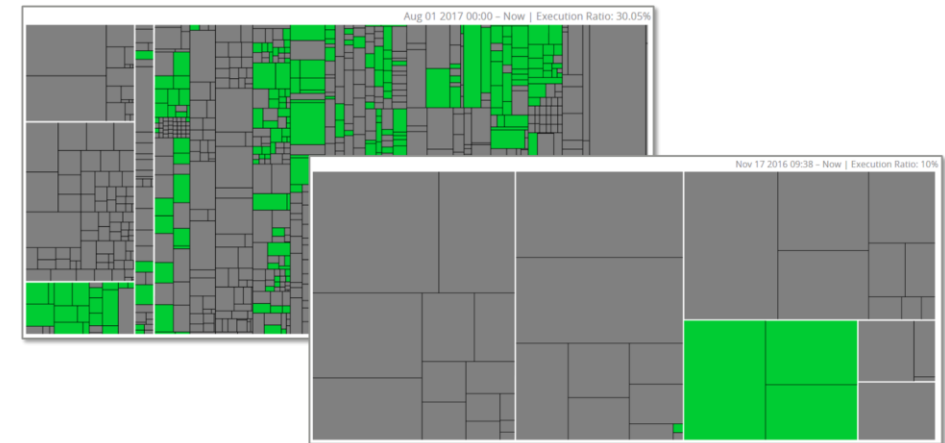 Aug 01 2017 00:00 – Now | Execution Ratio: 30.05%
Nov 17 2016 09:38 – Now | Execution Ratio: 10%